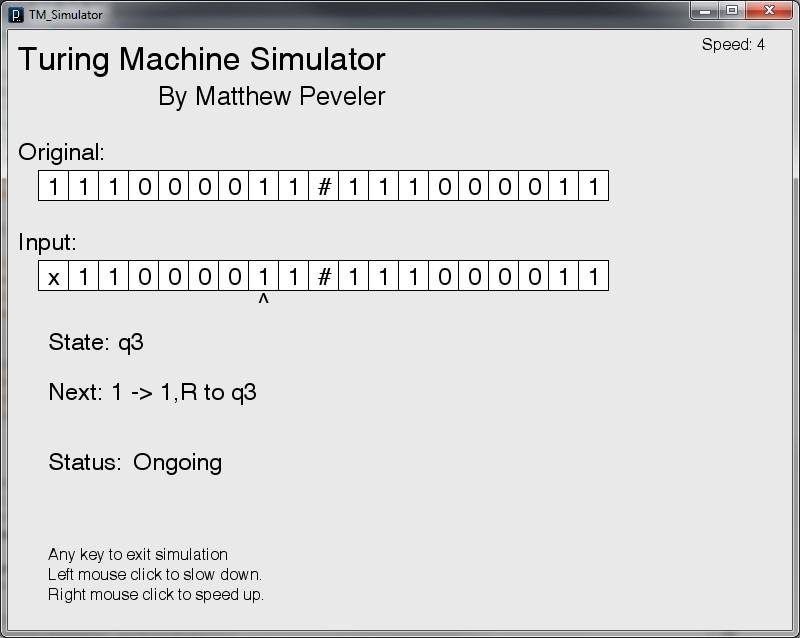 TM_Simulator
Speed: 4
Turing Machine Simulator
By Matthew Peveler
Original:
1 1 1 0 0 0 0 1 1 # 1 1 1 0 0 0 0 1 1
Input:
x 1 1 0 0 0 0 1 1 # 1 1 1 0 0 0 0 1 1
^
State: q3
Next: 1 -> 1,R to q3
Status: Ongoing
Any key to exit simulation
Left mouse click to slow down.
Right mouse click to speed up.